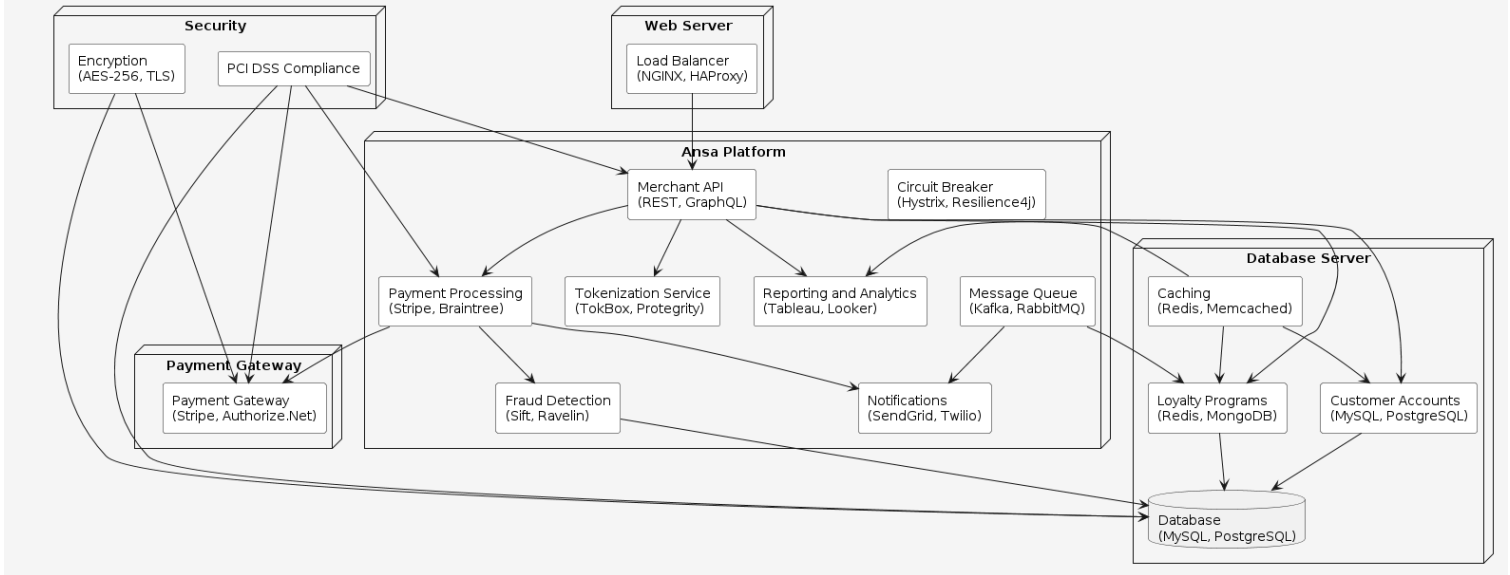 Security
Encryption
(AES-256, TLS)
PCI DSS Compliance
Web Server
Load Balancer
(NGINX, HAProxy)
Ansa Platform
Merchant API
(REST, GraphQL)
Circuit Breaker
(Hystrix, Resilience4j)
Payment Processing
(Stripe, Braintree)
Tokenization Service
(TokBox, Protegrity)
Reporting and Analytics
(Tableau, Looker)
Message Queue
(Kafka, RabbitMQ)
Fraud Detection
(Sift, Ravelin)
Notifications
(SendGrid, Twilio)
Payment Gateway
Payment Gateway
(Stripe, Authorize.Net)
Database Server
Caching
(Redis, Memcached)
Loyalty Programs
(Redis, MongoDB)
Customer Accounts
(MySQL, PostgreSQL)
Database
(MySQL, PostgreSQL)